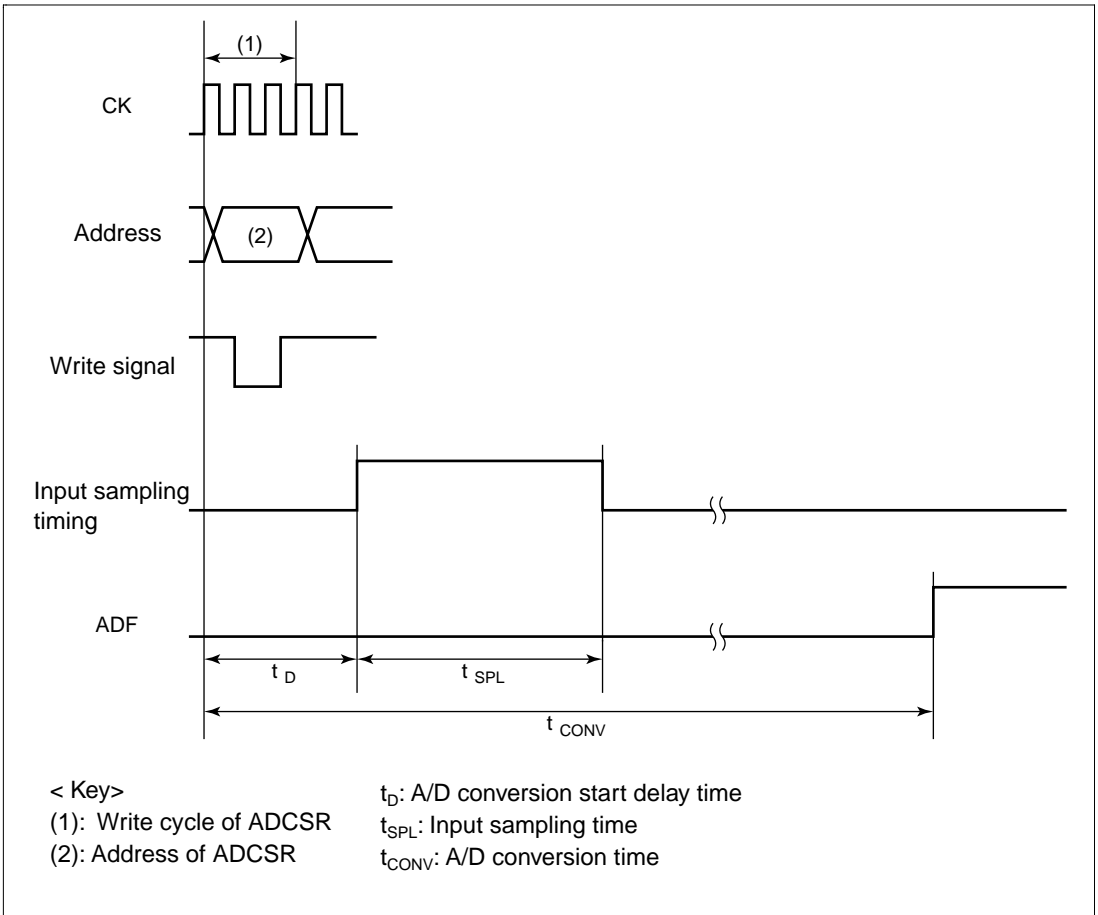 (1)
CK
Address
(2)
Write signal
Input sampling
timing
ADF
t D
t SPL
t CONV
< Key>
(1): Write cycle of ADCSR
(2): Address of ADCSR
tD: A/D conversion start delay time
tSPL: Input sampling time
tCONV: A/D conversion time